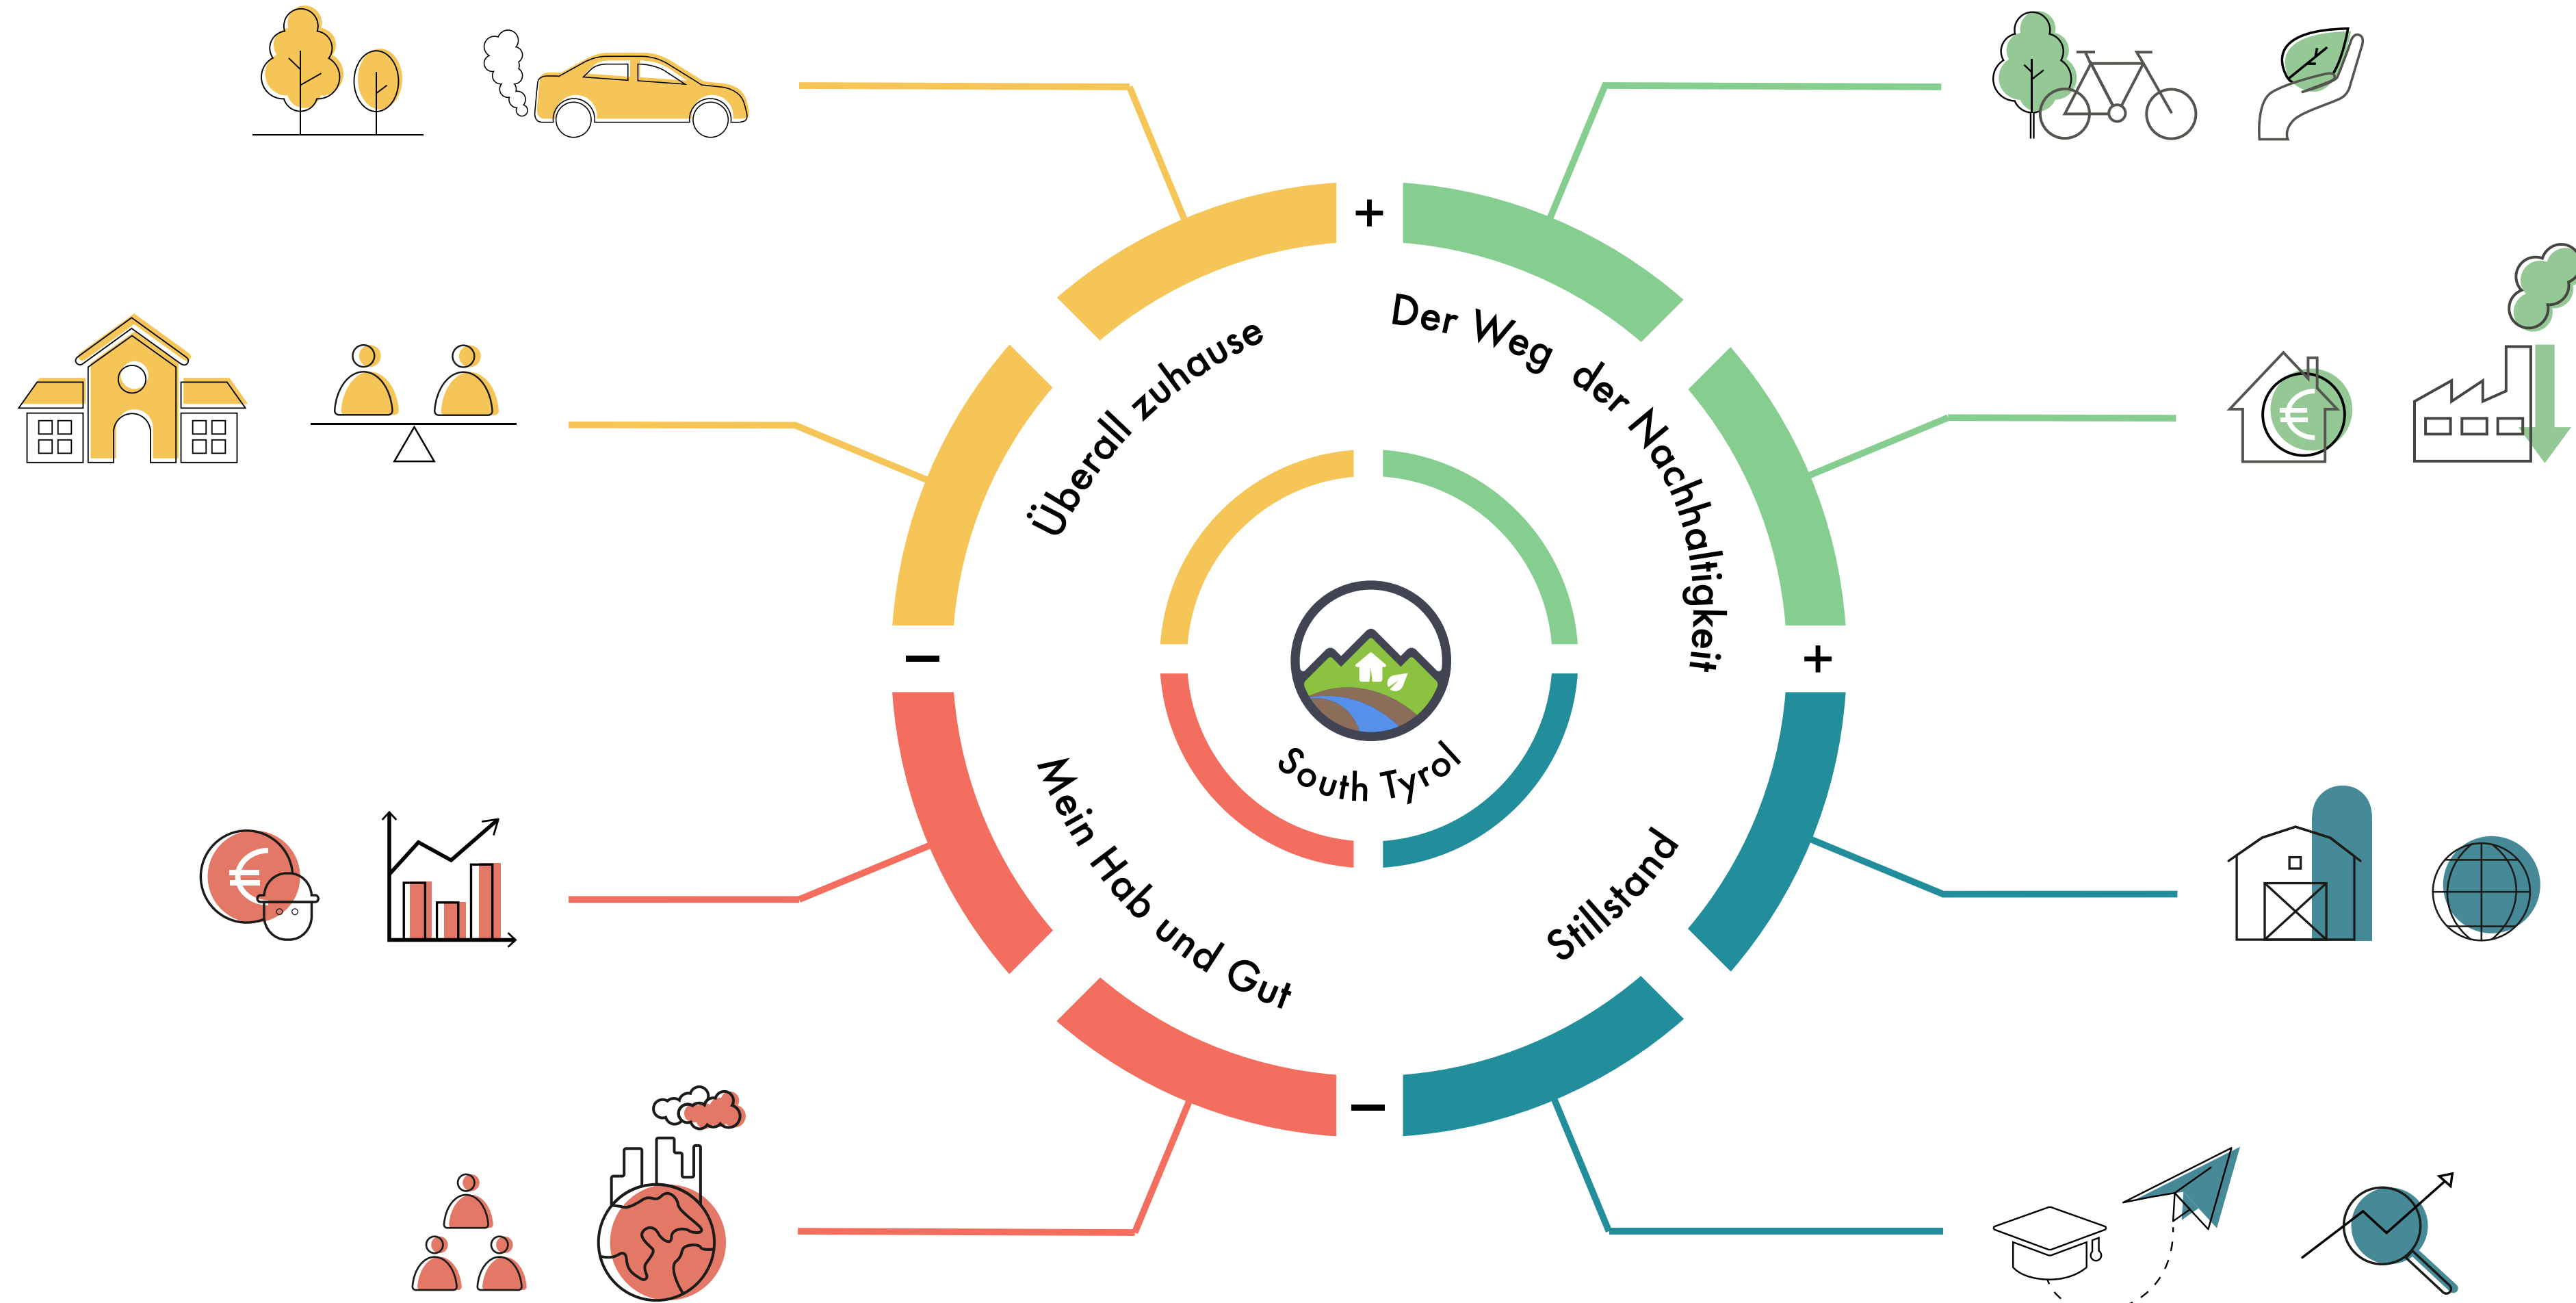 +
Überall zuhause
Der Weg der Nachhaltigkeit
€
–
+
South Tyrol
Mein Hab und Gut
Stillstand
€
–